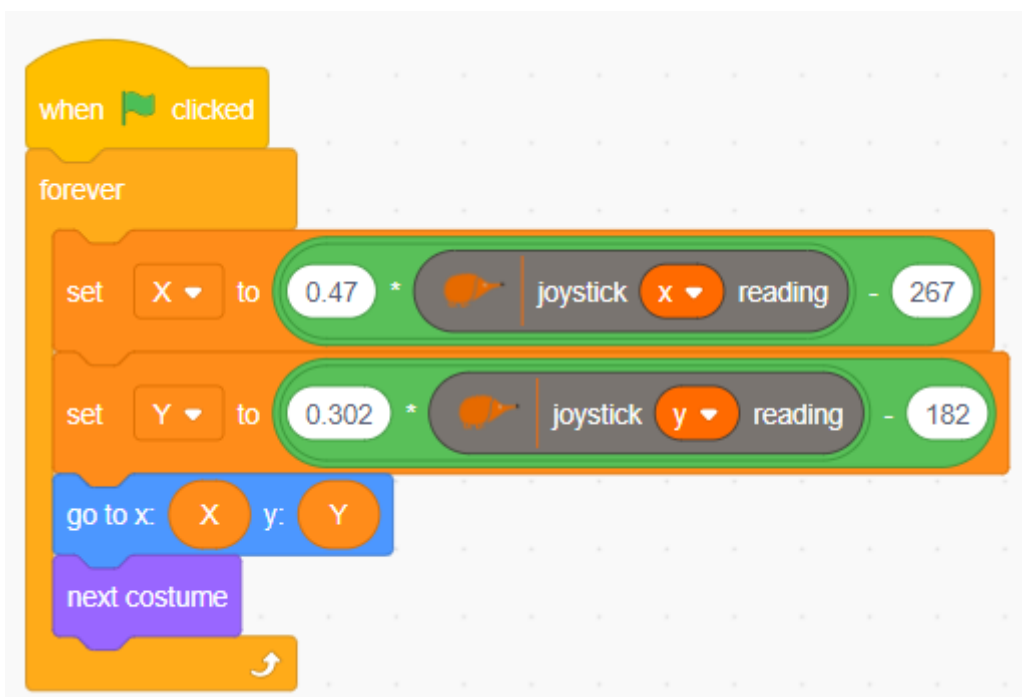 when clicked
forever
set X to 0.47 * joystick x reading - 267
set Y to 0.302 * joystick y reading - 182
go to x: X y: Y
next costume